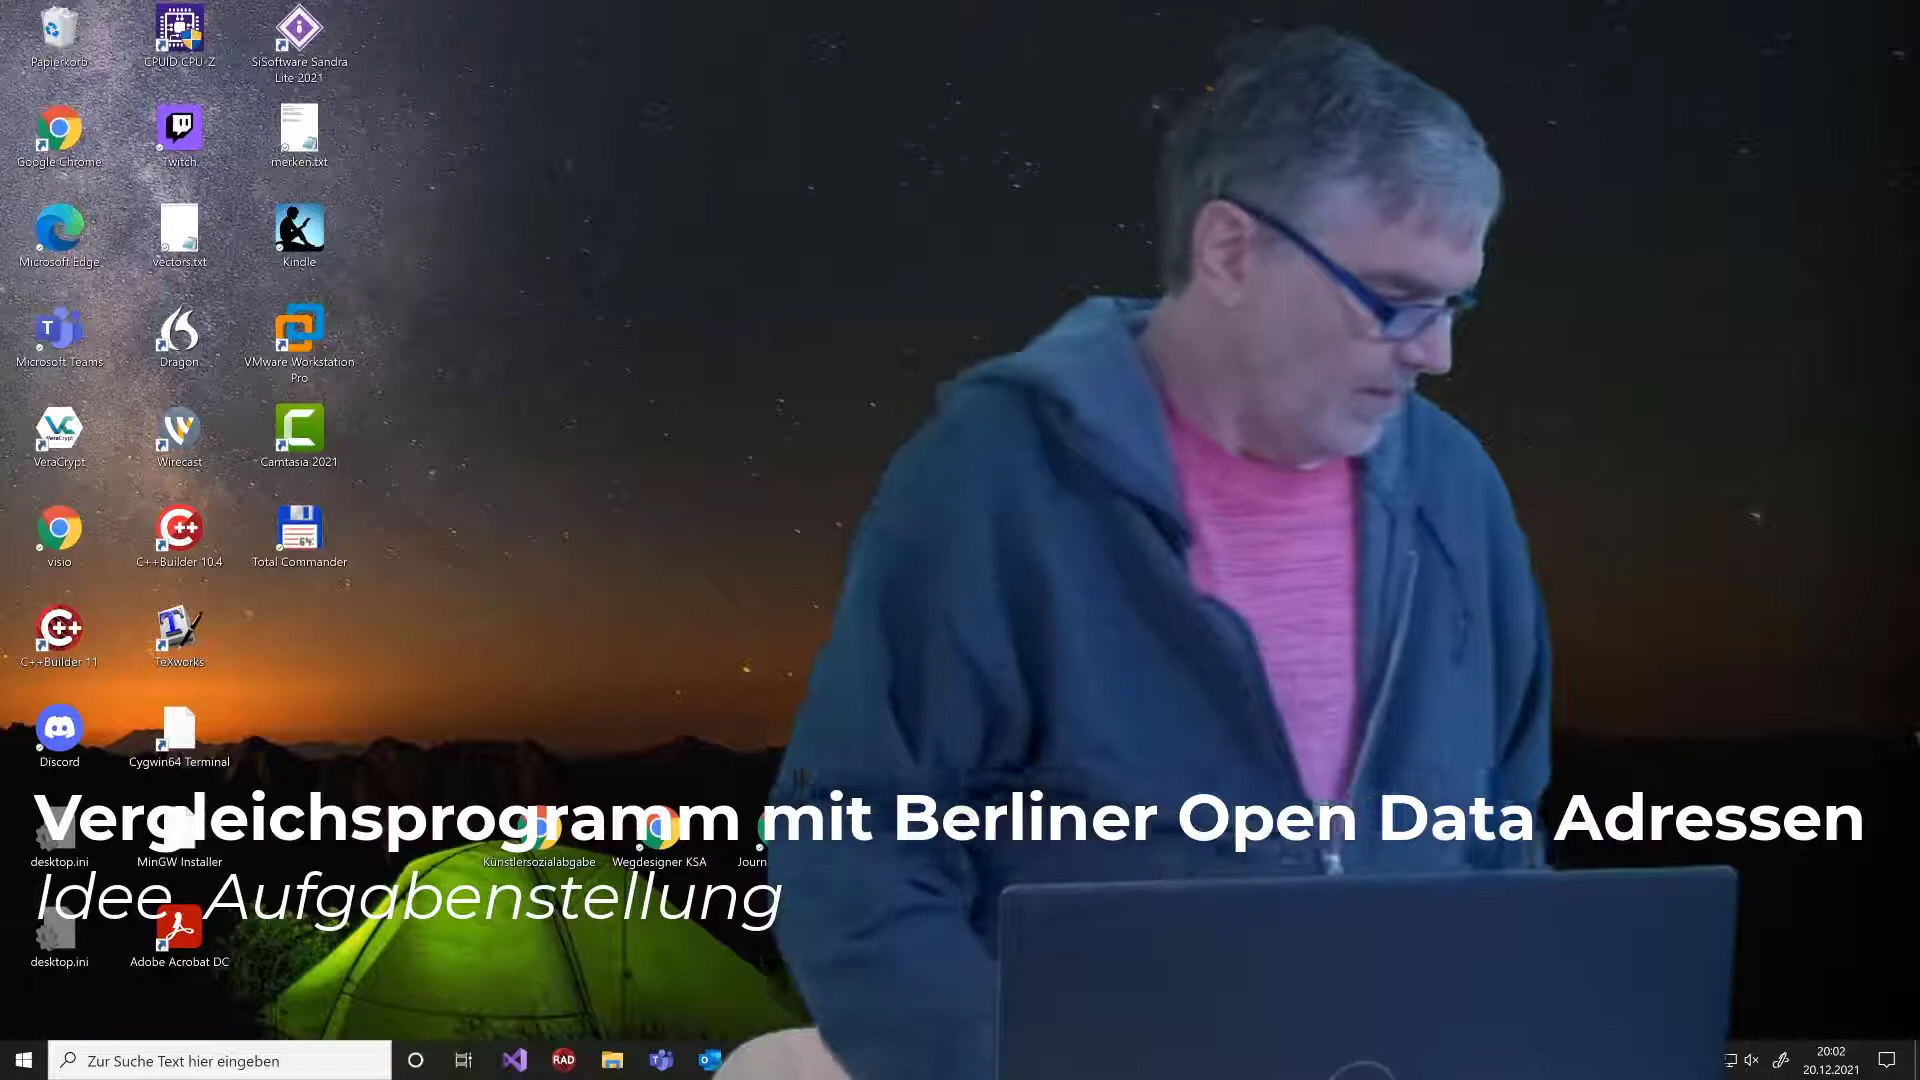 Papierkorb
CPUID CPU-Z
SiSoftware Sandra
Lite 2021
Google Chrome
Twitch
merken.txt
Microsoft Edge
vectors.txt
Kindle
Microsoft Teams
Dragon
VMware Workstation
Pro
VeraCrypt
Wirecast
Camtasia 2021
visio
C++Builder 10.4
Total Commander
C++Builder 11
TeXworks
Discord
Cygwin64 Terminal
Vergleichsprogramm mit Berliner Open Data Adressen
desktop.ini
MinGW Installer
Künstlersozialabgabe
Wegdesigner KSA
Journ
Idee, Aufgabenstellung
desktop.ini
Adobe Acrobat DC
Zur Suche Text hier eingeben
RAD
20:02
20.12.2021